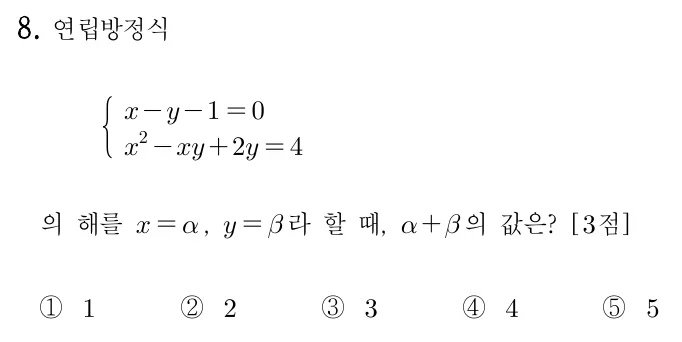 8. 연립방정식
x-y-1=0
x²-xy+2y=4
의 해를 x=α, y=β라 할 때, α+β의 값은? [3점]
① 1 ② 2 ③ 3 ④ 4 ⑤ 5